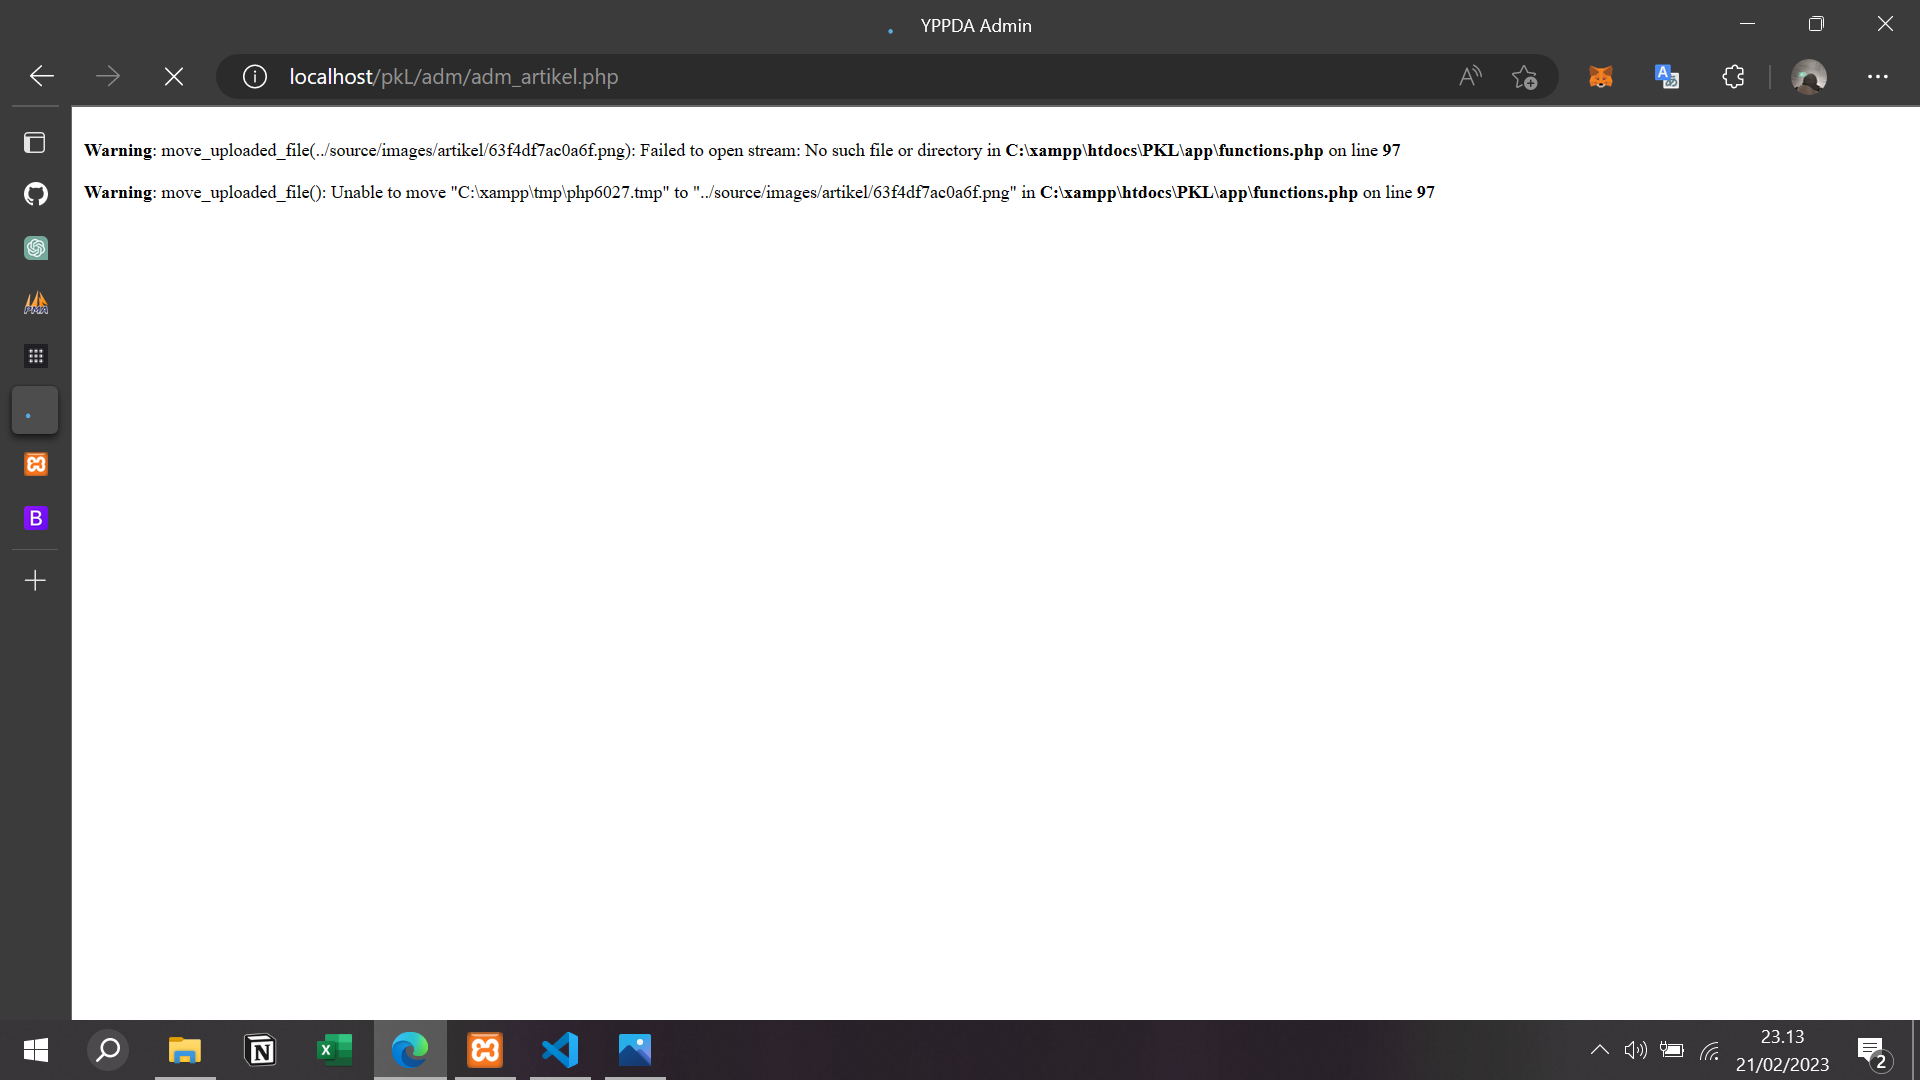 YPPDA Admin
localhost/pkL/adm/adm_artikel.php
Warning: move_uploaded_file(../source/images/artikel/63f4df7ac0a6f.png): Failed to open stream: No such file or directory in C:\xampp\htdocs\PKL\app\functions.php on line 97
Warning: move_uploaded_file(): Unable to move "C:\xampp\tmp\php6027.tmp" to "../source/images/artikel/63f4df7ac0a6f.png" in C:\xampp\htdocs\PKL\app\functions.php on line 97
PMA
B
23.13
21/02/2023
2